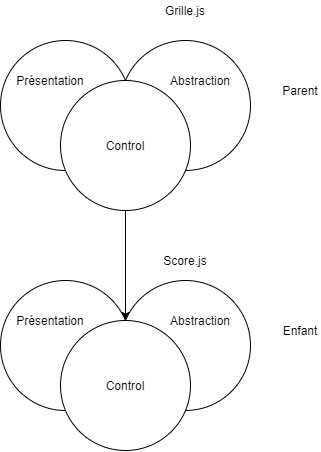 Grille.js
Présentation
Abstraction
Parent
Control
Score.js
Présentation
Abstraction
Enfant
Control